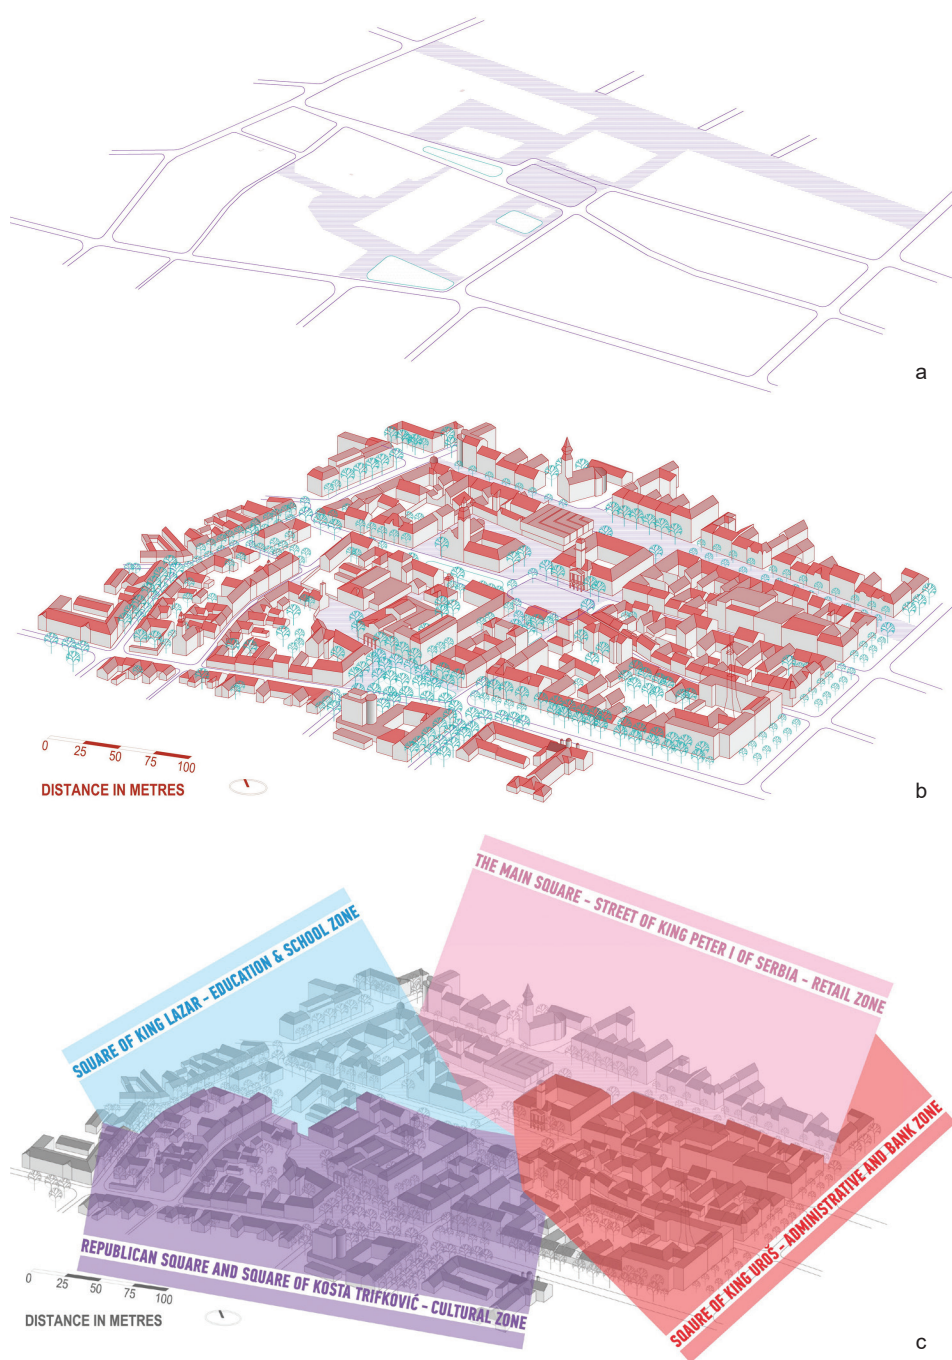 a
0 25 50 75 100
DISTANCE IN METRES
b
THE MAIN SQUARE - STREET OF KING PETER I OF SERBIA - RETAIL ZONE
SQUARE OF KING LAZAR - EDUCATION & SCHOOL ZONE
SQAURE OF KING UROŠ - ADMINISTRATIVE AND BANK ZONE
REPUBLICAN SQUARE AND SQUARE OF KOSTA TRIFKOVIĆ - CULTURAL ZONE
0 25 50 75 100
DISTANCE IN METRES
c